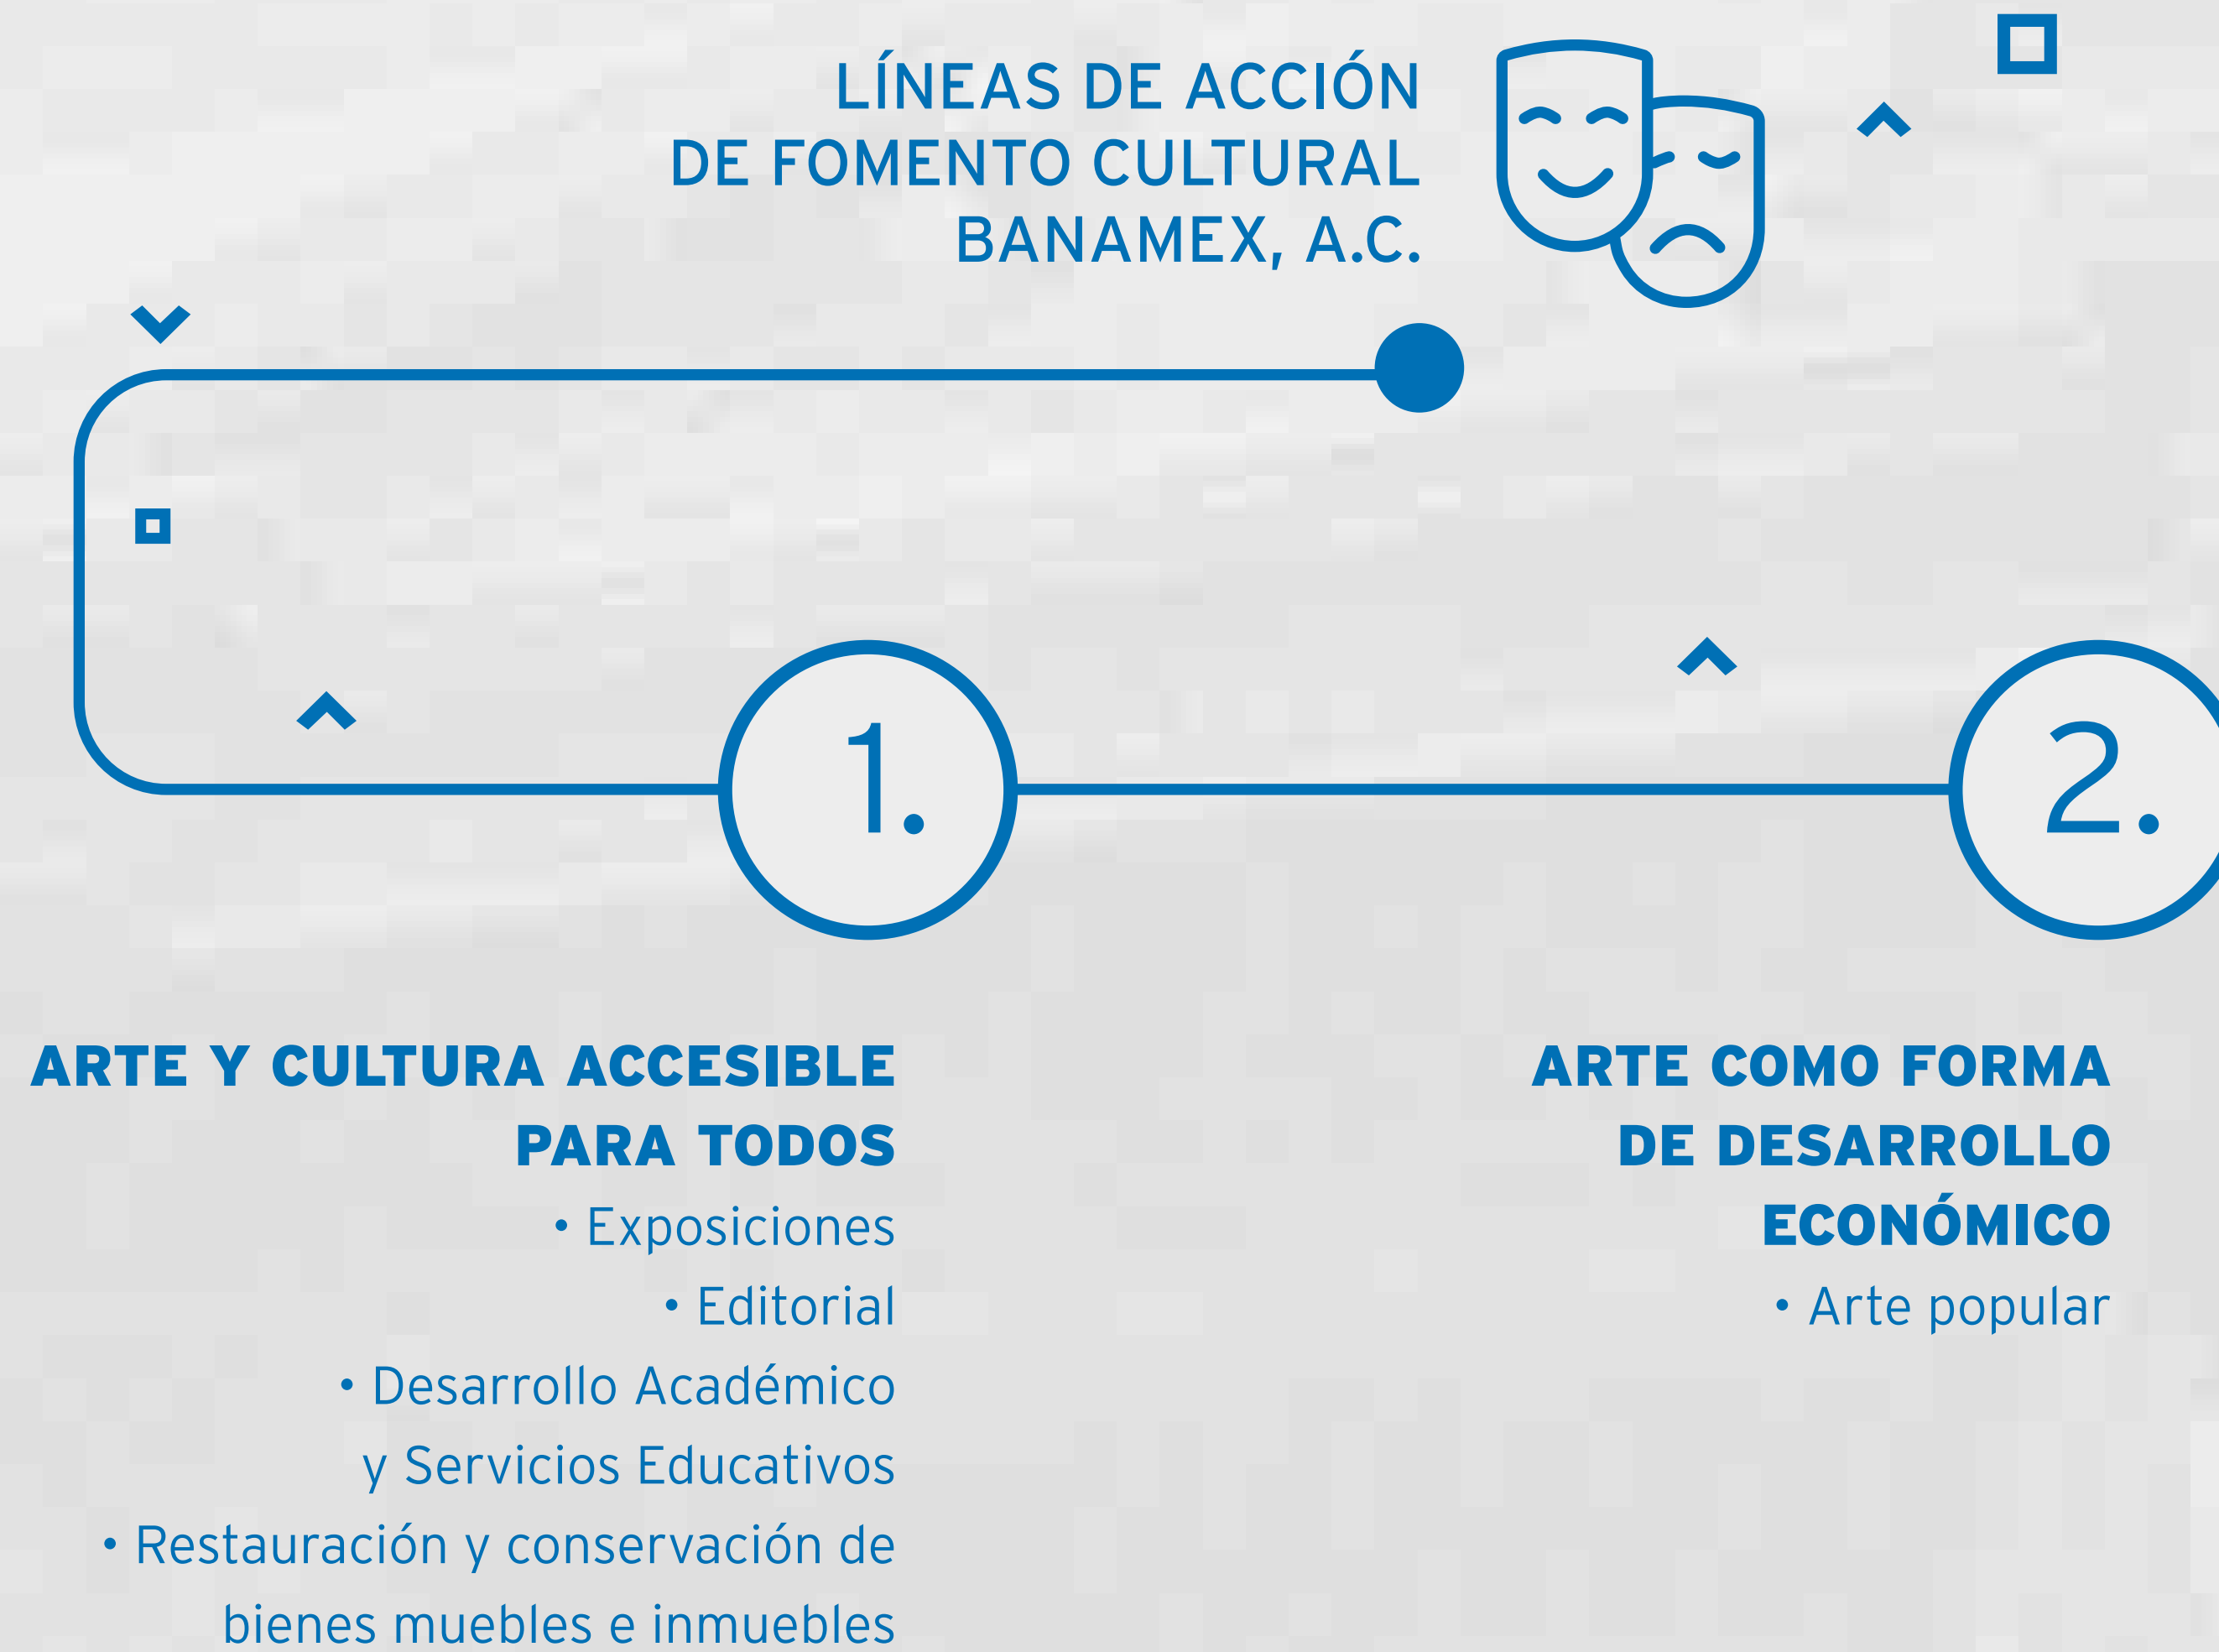 LÍNEAS DE ACCIÓN
DE FOMENTO CULTURAL
BANAMEX, A.C.
1.
2.
ARTE Y CULTURA ACCESIBLE
PARA TODOS
• Exposiciones
• Editorial
• Desarrollo Académico
y Servicios Educativos
• Restauración y conservación de
bienes muebles e inmuebles
ARTE COMO FORMA
DE DESARROLLO
ECONÓMICO
• Arte popular